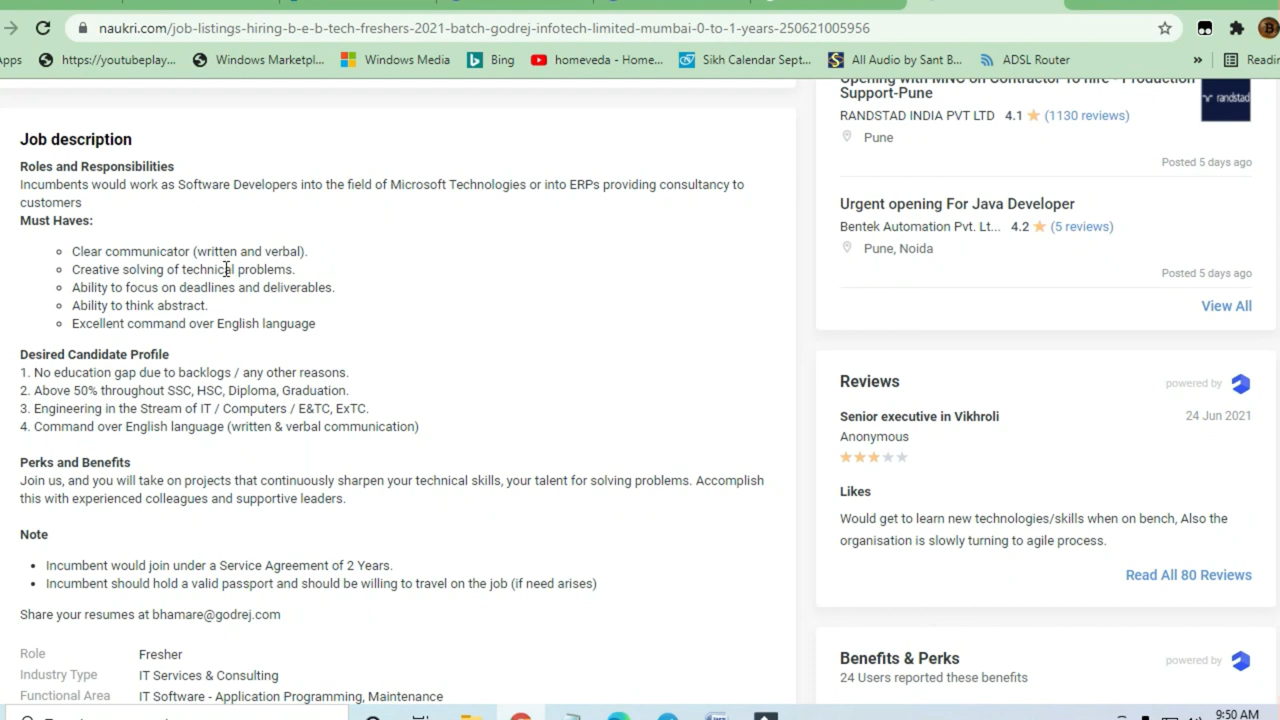 naukri.com/job-listings-hiring-b-e-b-tech-freshers-2021-batch-godrej-infotech-limited-mumbai-0-to-1-years-250621005956
Apps https://youtubeplay... Windows Marketpl... Windows Media Bing homeveda - Home... Sikh Calendar Sept... All Audio by Sant B... ADSL Router »
Job description
Roles and Responsibilities
Incumbents would work as Software Developers into the field of Microsoft Technologies or into ERPs providing consultancy to
customers
Must Haves:
Clear communicator (written and verbal).
Creative solving of technical problems.
Ability to focus on deadlines and deliverables.
Ability to think abstract.
Excellent command over English language
Desired Candidate Profile
1. No education gap due to backlogs / any other reasons.
2. Above 50% throughout SSC, HSC, Diploma, Graduation.
3. Engineering in the Stream of IT / Computers / E&TC, ExTC.
4. Command over English language (written & verbal communication)
Perks and Benefits
Join us, and you will take on projects that continuously sharpen your technical skills, your talent for solving problems. Accomplish
this with experienced colleagues and supportive leaders.
Note
Incumbent would join under a Service Agreement of 2 Years.
Incumbent should hold a valid passport and should be willing to travel on the job (if need arises)
Share your resumes at bhamare@godrej.com
Role Fresher
Industry Type IT Services & Consulting
Functional Area IT Software - Application Programming, Maintenance
Opening with MNC on Contractor To hire - Production
Support-Pune
randstad
RANDSTAD INDIA PVT LTD 4.1 (1130 reviews)
Pune
Posted 5 days ago
Urgent opening For Java Developer
Bentek Automation Pvt. Lt... 4.2 (5 reviews)
Pune, Noida
Posted 5 days ago
View All
Reviews powered by
Senior executive in Vikhroli 24 Jun 2021
Anonymous
Likes
Would get to learn new technologies/skills when on bench, Also the
organisation is slowly turning to agile process.
Read All 80 Reviews
Benefits & Perks powered by
24 Users reported these benefits
9:50 AM